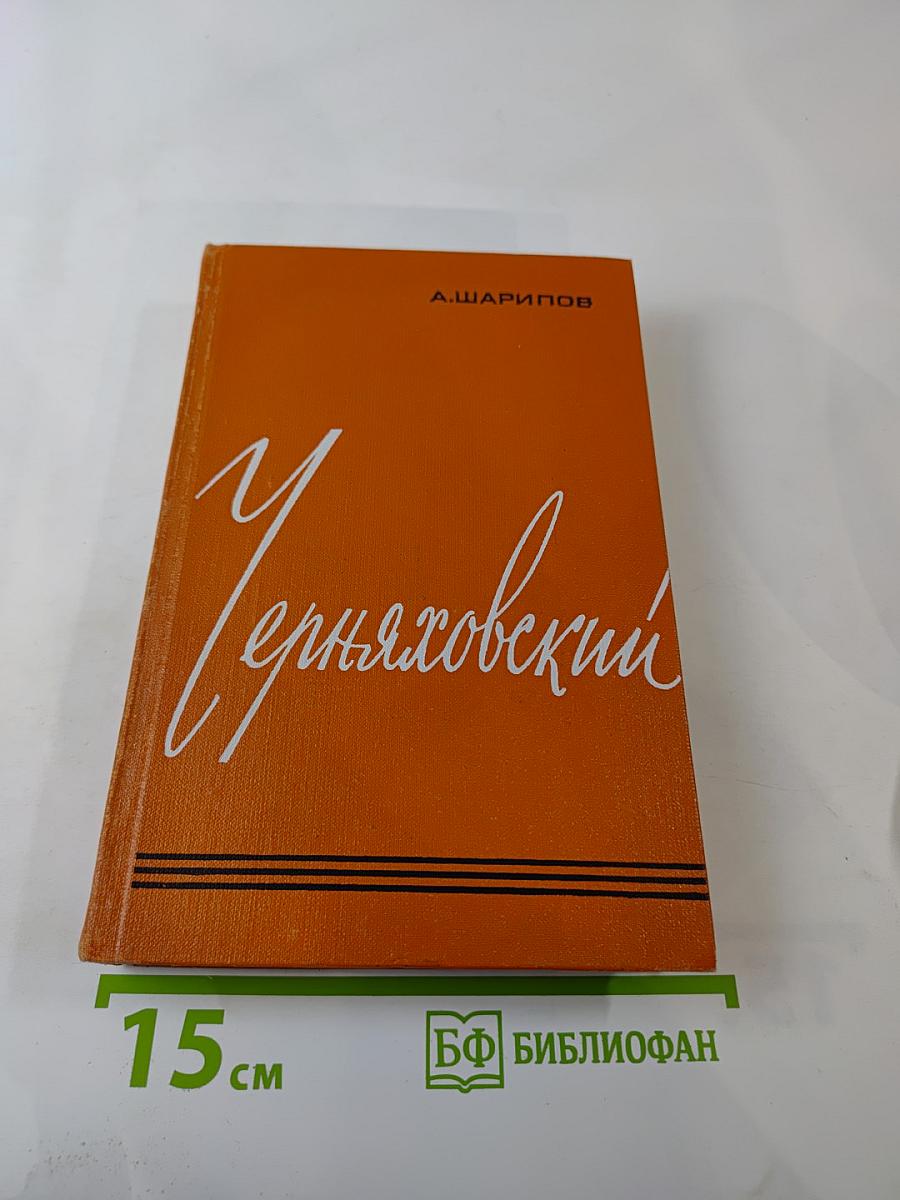 А.ШАРИПОВ
Черняховский
15 см
БФ БИБЛИОФАН